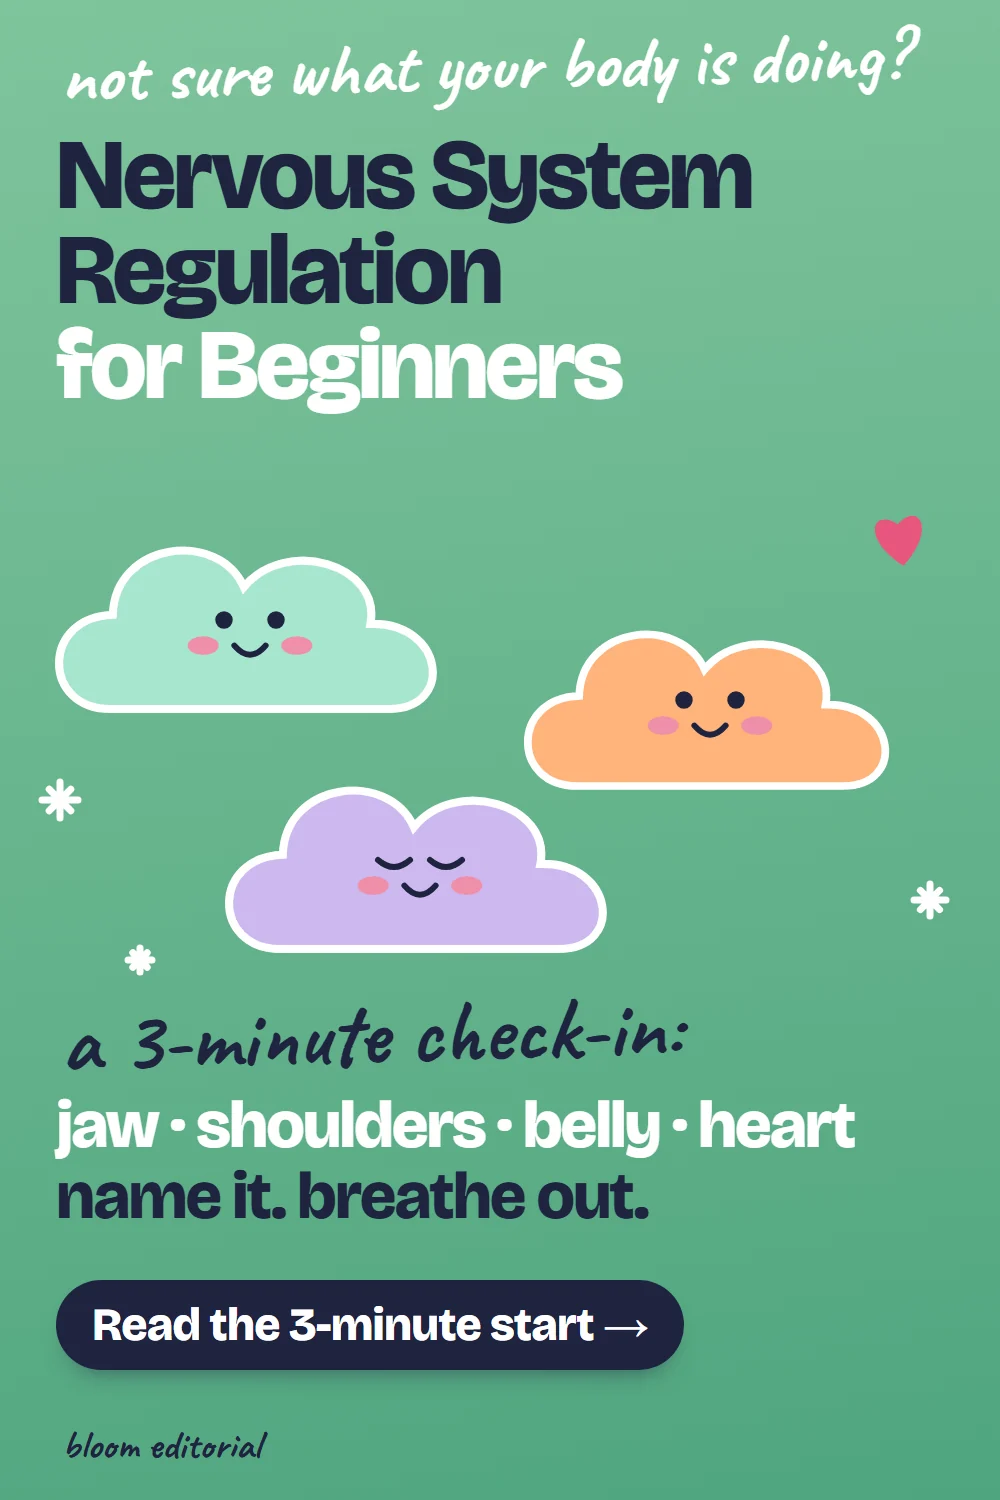 not sure what your body is doing?
Nervous System
Regulation
for Beginners
a 3-minute check-in:
jaw · shoulders · belly · heart
name it. breathe out.
Read the 3-minute start →
bloom editorial